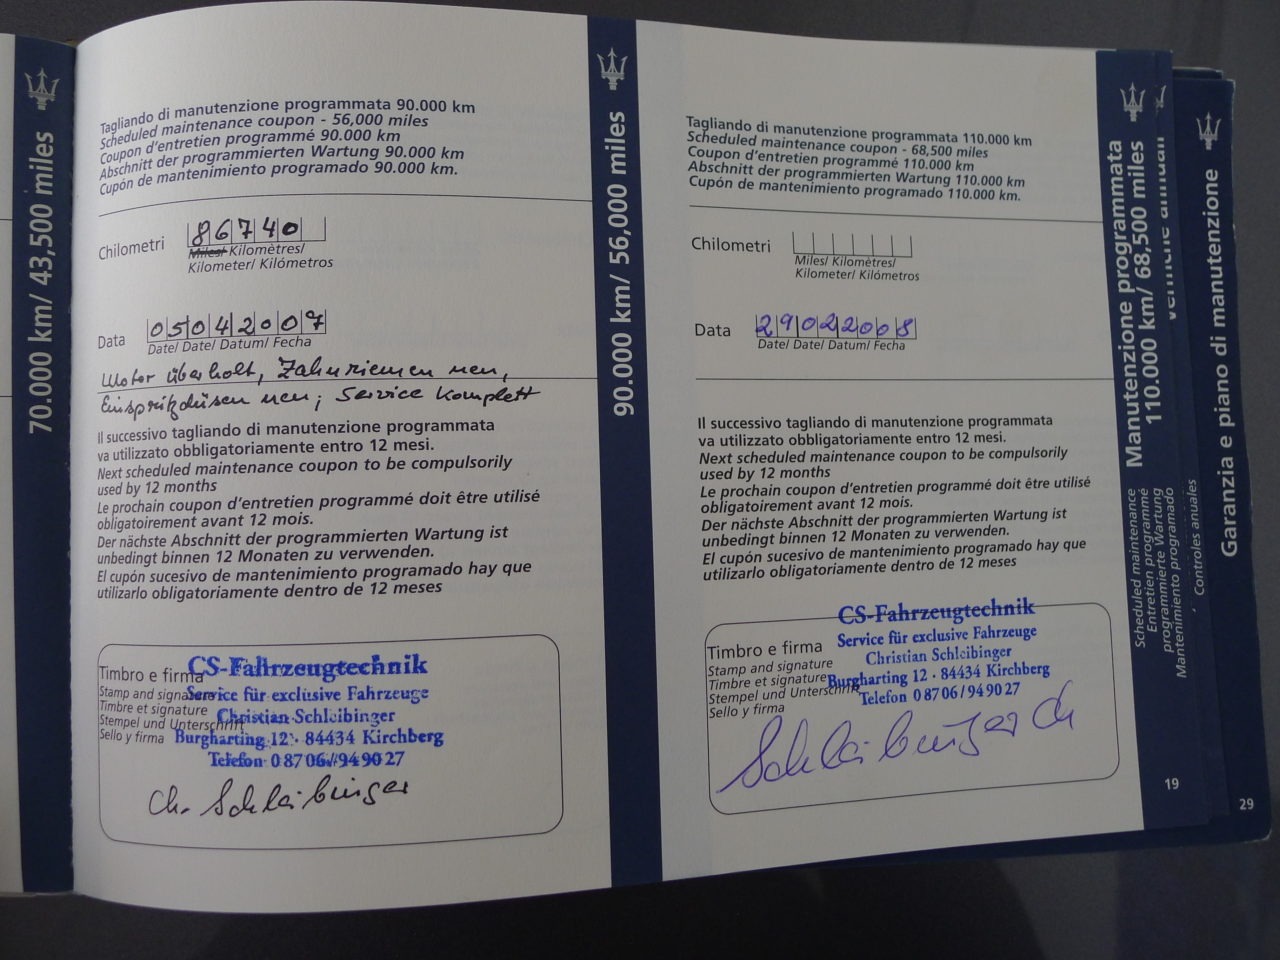 70.000 km/ 43,500 miles
Tagliando di manutenzione programmata 90.000 km
Scheduled maintenance coupon - 56,000 miles
Coupon d'entretien programmé 90.000 km
Abschnitt der programmierten Wartung 90.000 km
Cupón de mantenimiento programado 90.000 km.
Chilometri 86740
Miles/ Kilomètres/
Kilometer/ Kilómetros
Data 05042007
Date/ Date/ Datum/ Fecha
Motor überholt, Zahnriemen neu,
Einspritzdüsen neu, Service komplett
Il successivo tagliando di manutenzione programmata
va utilizzato obbligatoriamente entro 12 mesi.
Next scheduled maintenance coupon to be compulsorily
used by 12 months
Le prochain coupon d'entretien programmé doit être utilisé
obligatoirement avant 12 mois.
Der nächste Abschnitt der programmierten Wartung ist
unbedingt binnen 12 Monaten zu verwenden.
El cupón sucesivo de mantenimiento programado hay que
utilizarlo obligatoriamente dentro de 12 meses
Timbro e firma
Stamp and signature
Timbre et signature
Stempel und Unterschrift
Sello y firma
CS-Fahrzeugtechnik
Service für exclusive Fahrzeuge
Christian Schleibinger
Burgharting 12 · 84434 Kirchberg
Telefon 0 87 06 / 94 90 27
Ch. Schleibinger
90.000 km/ 56,000 miles
Tagliando di manutenzione programmata 110.000 km
Scheduled maintenance coupon - 68,500 miles
Coupon d'entretien programmé 110.000 km
Abschnitt der programmierten Wartung 110.000 km
Cupón de mantenimiento programado 110.000 km.
Chilometri
Miles/ Kilomètres/
Kilometer/ Kilómetros
Data 29022008
Date/ Date/ Datum/ Fecha
Il successivo tagliando di manutenzione programmata
va utilizzato obbligatoriamente entro 12 mesi.
Next scheduled maintenance coupon to be compulsorily
used by 12 months
Le prochain coupon d'entretien programmé doit être utilisé
obligatoirement avant 12 mois.
Der nächste Abschnitt der programmierten Wartung ist
unbedingt binnen 12 Monaten zu verwenden.
El cupón sucesivo de mantenimiento programado hay que
utilizarlo obligatoriamente dentro de 12 meses
Timbro e firma
Stamp and signature
Timbre et signature
Stempel und Unterschrift
Sello y firma
CS-Fahrzeugtechnik
Service für exclusive Fahrzeuge
Christian Schleibinger
Burgharting 12 · 84434 Kirchberg
Telefon 0 87 06 / 94 90 27
Schleibinger Ch
Manutenzione programmata
110.000 km/ 68,500 miles
Scheduled maintenance
Entretien programmé
programmierte Wartung
Mantenimiento programado
19
annuali
Controles anuales
Garanzia e piano di manutenzione
29